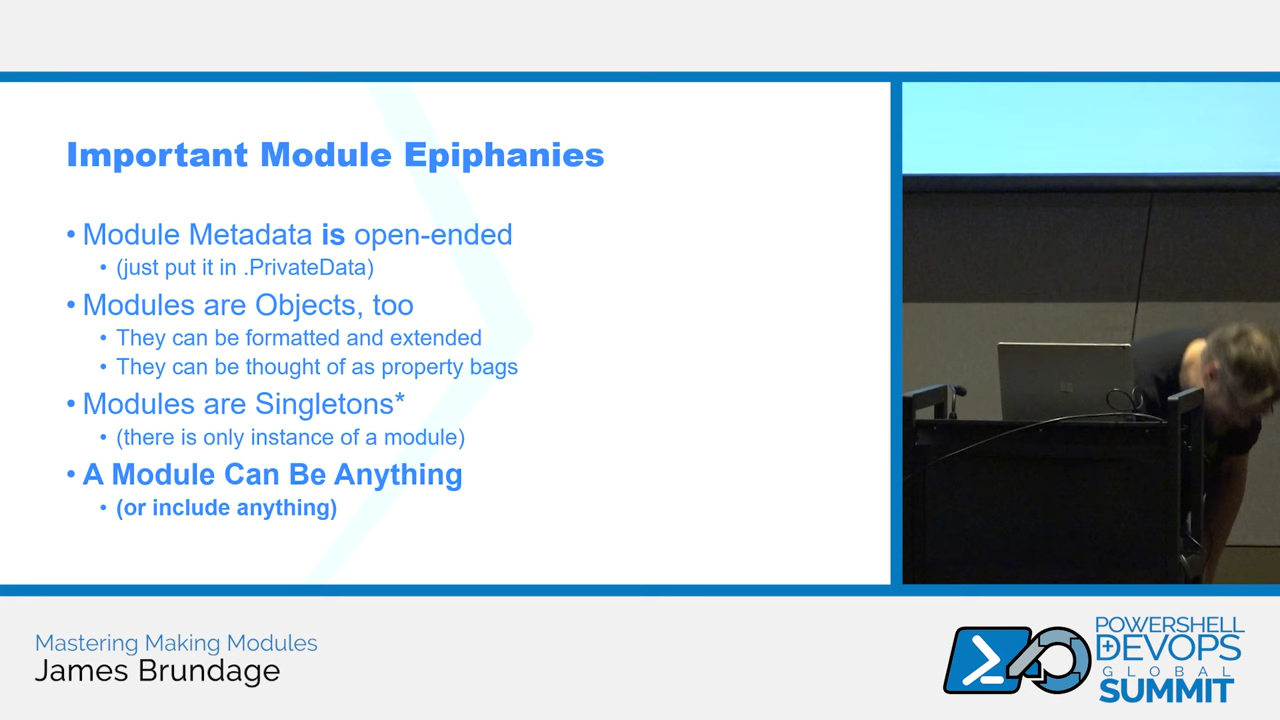 Important Module Epiphanies
• Module Metadata is open-ended
• (just put it in .PrivateData)
• Modules are Objects, too
• They can be formatted and extended
• They can be thought of as property bags
• Modules are Singletons*
• (there is only instance of a module)
• A Module Can Be Anything
• (or include anything)
Mastering Making Modules
James Brundage
POWERSHELL
DEVOPS
GLOBAL
SUMMIT